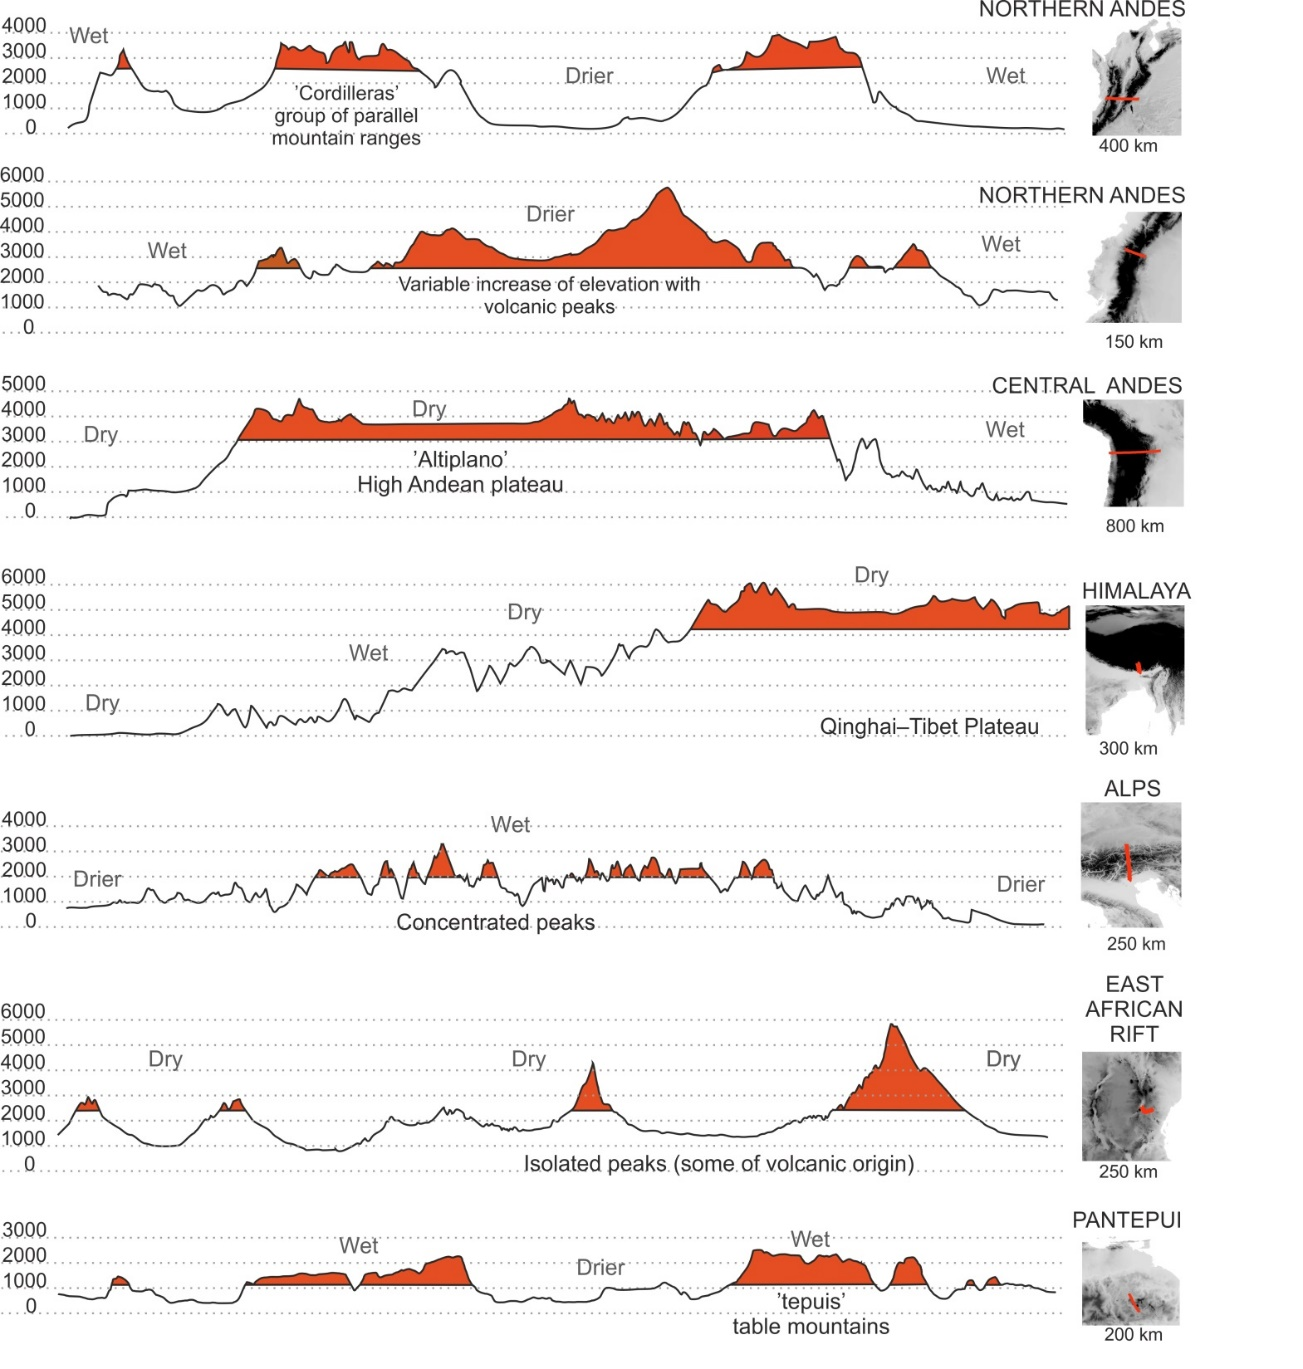 NORTHERN ANDES
4000
Wet
3000
Drier
Wet
2000
'Cordilleras'
1000
group of parallel
0
mountain ranges
400 km
6000
NORTHERN ANDES
5000
Drier
4000
Wet
Wet
3000
2000
Variable increase of elevation with
1000
volcanic peaks
0
150 km
5000
CENTRAL ANDES
4000
Dry
Dry
Wet
3000
'Altiplano'
2000
High Andean plateau
1000
0
800 km
6000
Dry
HIMALAYA
5000
Dry
4000
Wet
3000
2000
Dry
1000
0
Qinghai–Tibet Plateau
300 km
ALPS
4000
Wet
3000
2000
Drier
Drier
1000
0
Concentrated peaks
250 km
EAST
AFRICAN
RIFT
6000
5000
Dry
Dry
Dry
4000
3000
2000
1000
0
Isolated peaks (some of volcanic origin)
250 km
PANTEPUI
3000
Wet
Wet
2000
Drier
1000
'tepuis'
0
table mountains
200 km